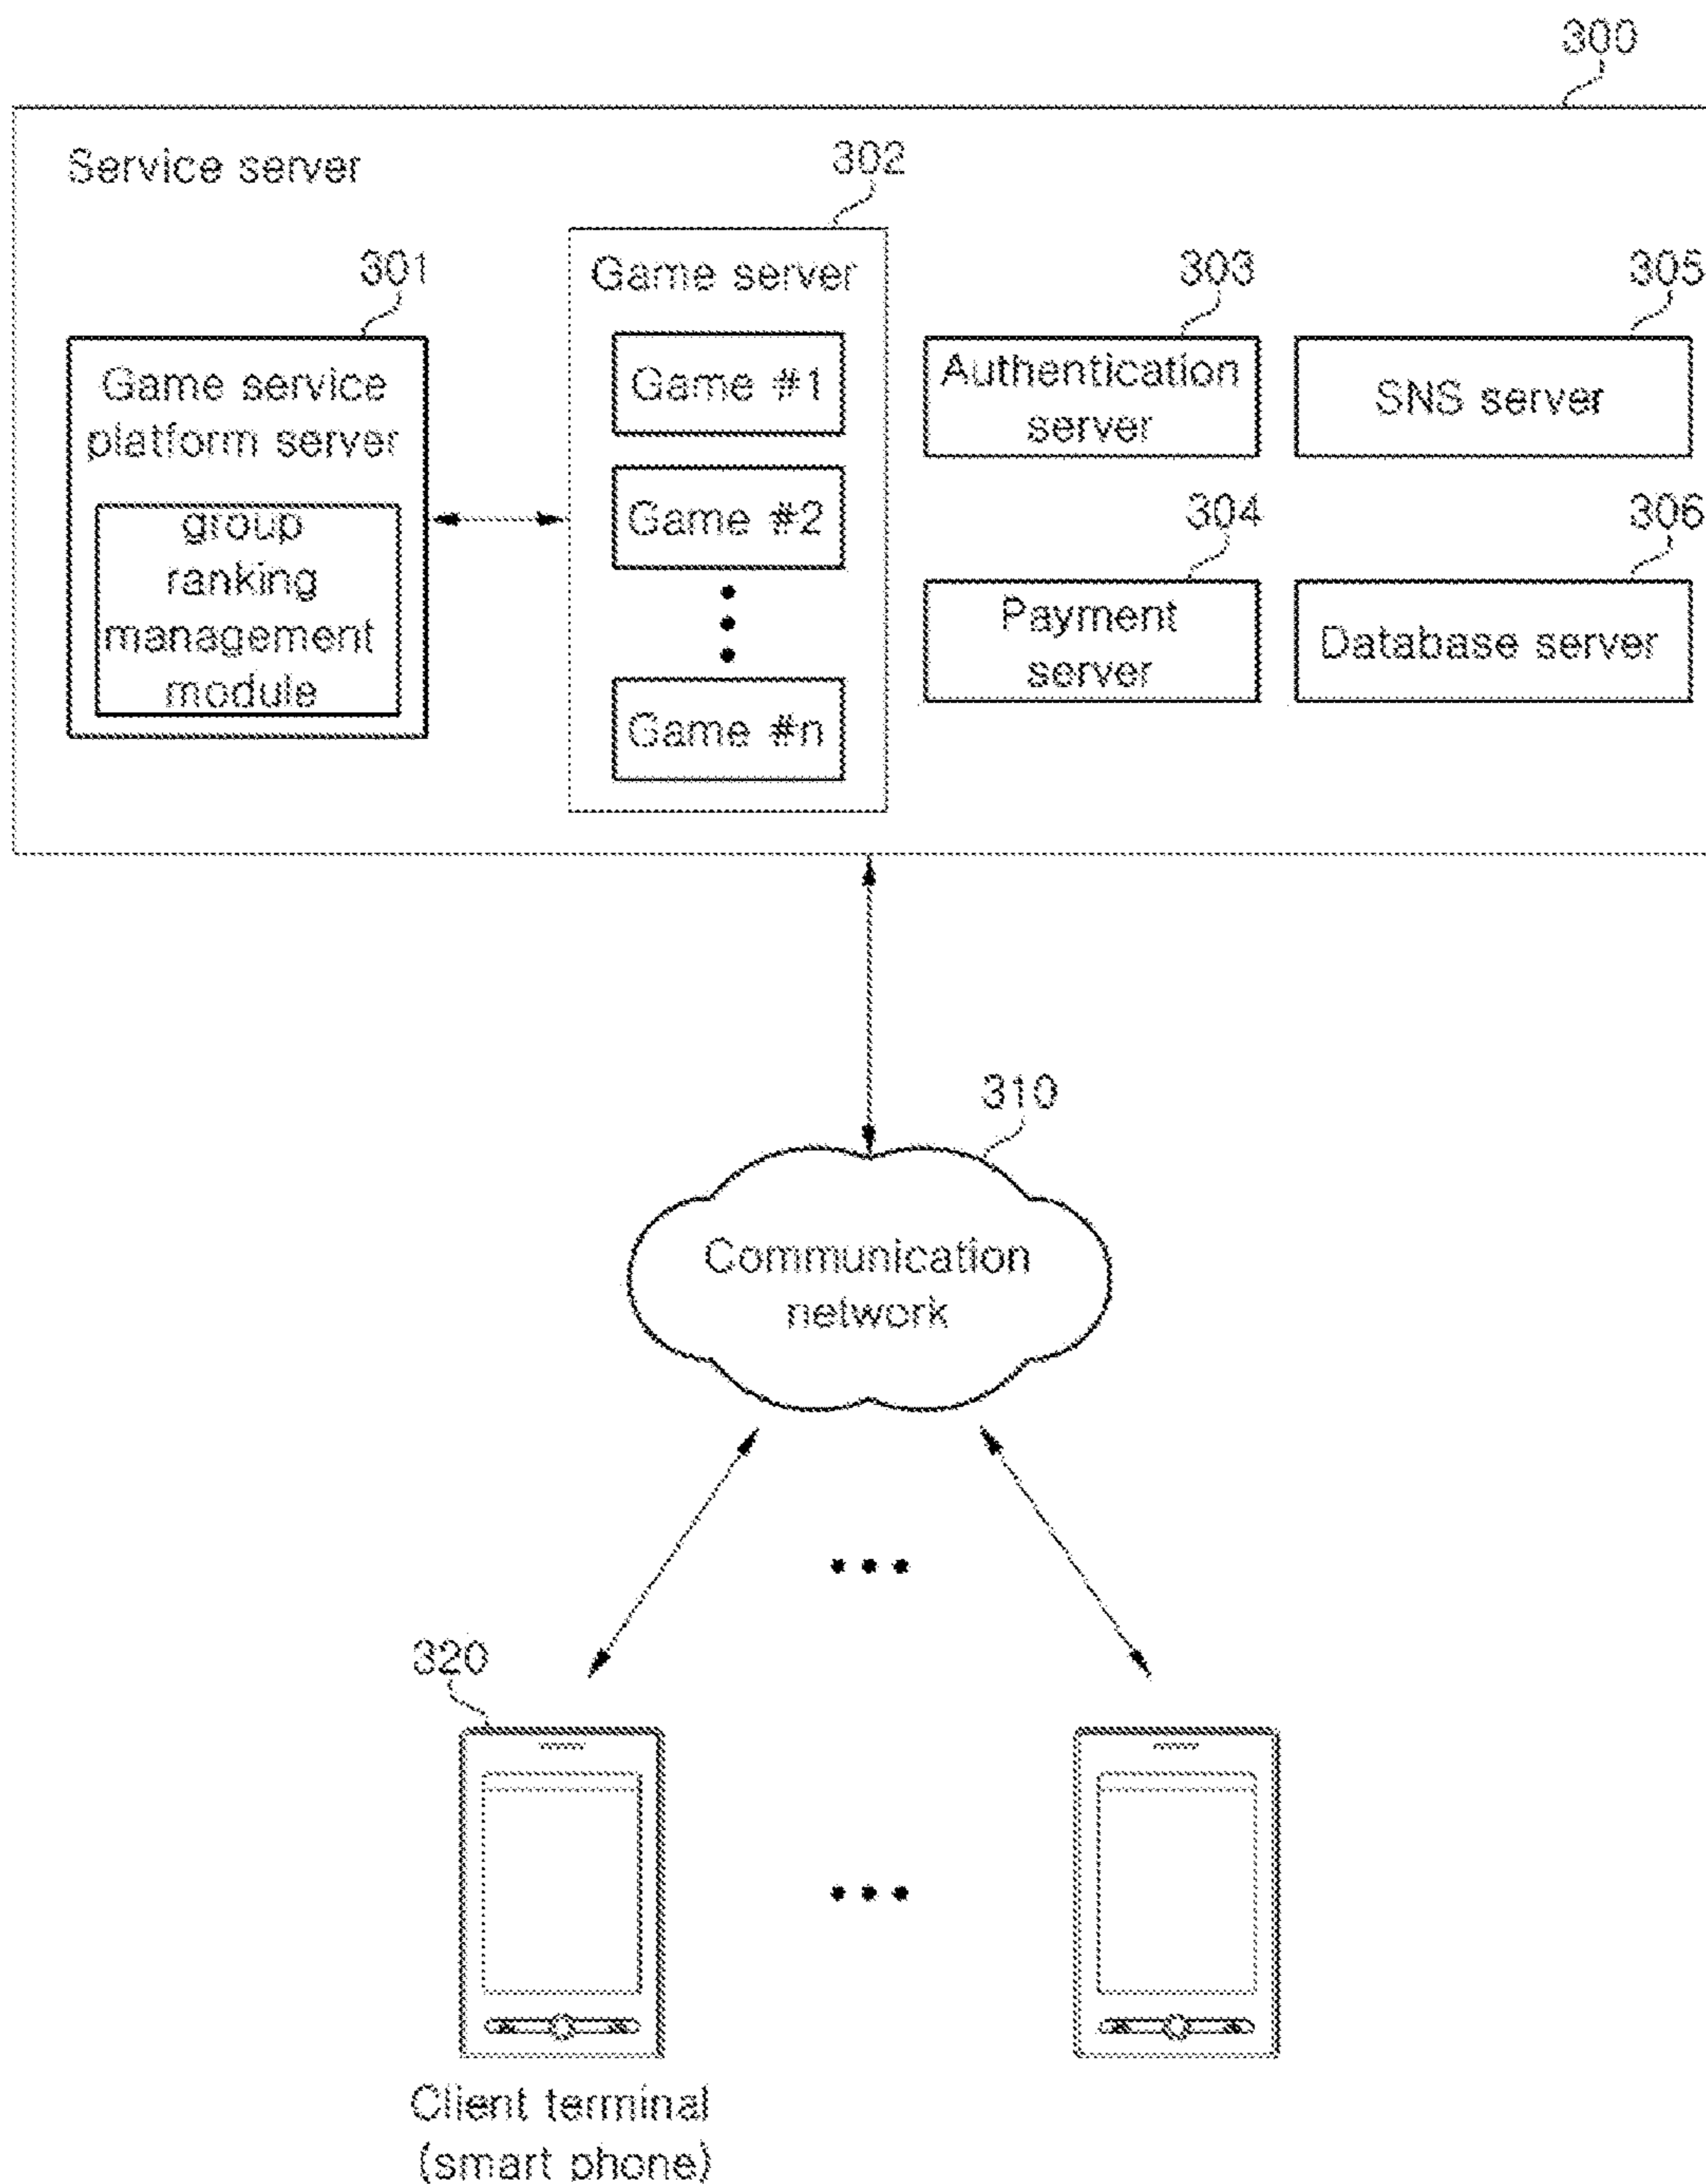 300
Service server
302
301
Game server
303
305
Game service
platform server
Game #1
Authentication
server
SNS server
group
ranking
management
module
Game #2
304
306
Payment
server
Database server
Game #n
310
Communication
network
320
Client terminal
(smart phone)